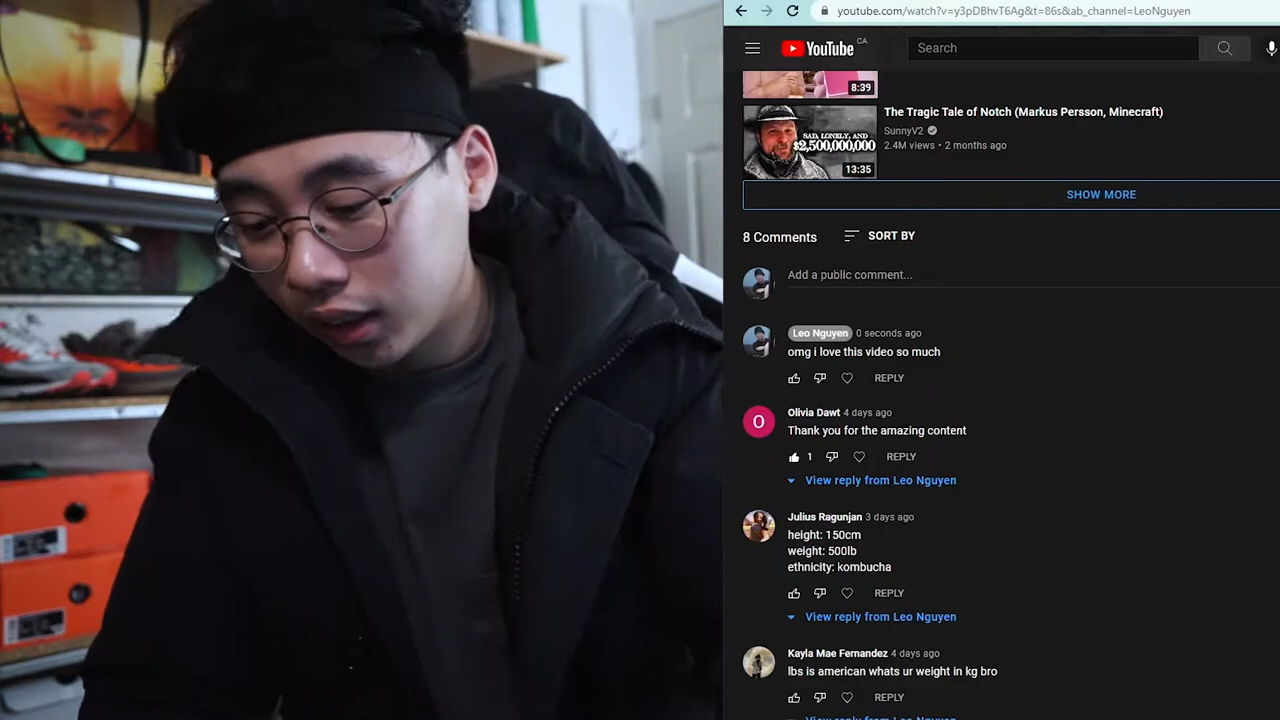 youtube.com/watch?v=y3pDBhvT6Ag&t=86s&ab_channel=LeoNguyen
YouTube CA
Search
8:39
SAD, LONELY, AND
$2,500,000,000
13:35
The Tragic Tale of Notch (Markus Persson, Minecraft)
SunnyV2
2.4M views • 2 months ago
SHOW MORE
8 Comments SORT BY
Add a public comment...
Leo Nguyen 0 seconds ago
omg i love this video so much
REPLY
O
Olivia Dawt 4 days ago
Thank you for the amazing content
1 REPLY
View reply from Leo Nguyen
Julius Ragunjan 3 days ago
height: 150cm
weight: 500lb
ethnicity: kombucha
REPLY
View reply from Leo Nguyen
Kayla Mae Fernandez 4 days ago
lbs is american whats ur weight in kg bro
REPLY
View reply from Leo Nguyen